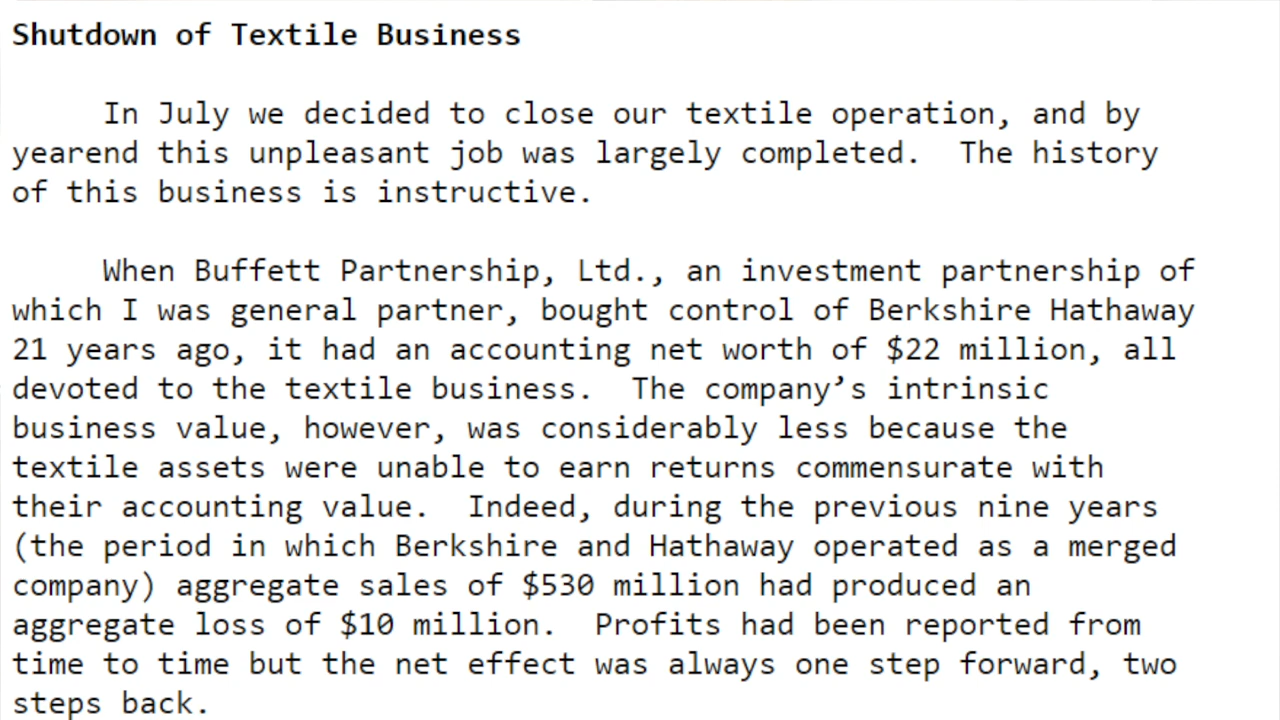 Shutdown of Textile Business
In July we decided to close our textile operation, and by
yearend this unpleasant job was largely completed. The history
of this business is instructive.
When Buffett Partnership, Ltd., an investment partnership of
which I was general partner, bought control of Berkshire Hathaway
21 years ago, it had an accounting net worth of $22 million, all
devoted to the textile business. The company’s intrinsic
business value, however, was considerably less because the
textile assets were unable to earn returns commensurate with
their accounting value. Indeed, during the previous nine years
(the period in which Berkshire and Hathaway operated as a merged
company) aggregate sales of $530 million had produced an
aggregate loss of $10 million. Profits had been reported from
time to time but the net effect was always one step forward, two
steps back.